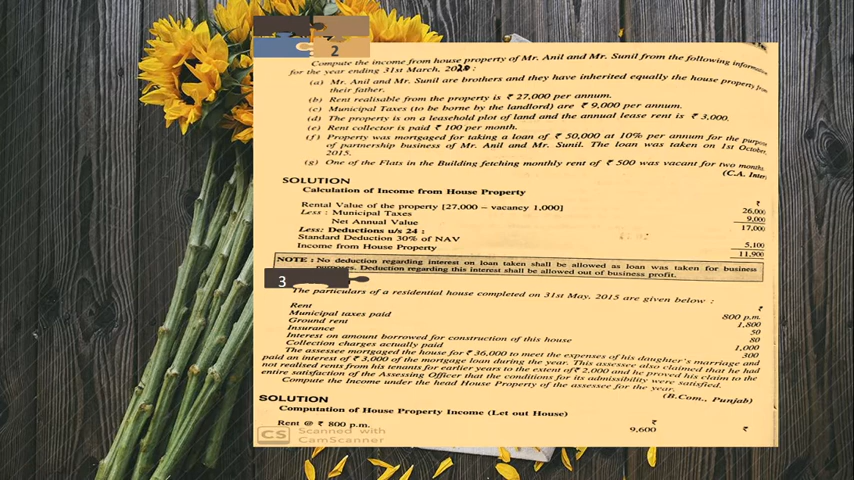 2
Compute the income from house property of Mr. Anil and Mr. Sunil from the following information
for the year ending 31st March, 2020 :
(a) Mr. Anil and Mr. Sunil are brothers and they have inherited equally the house property from
their father.
(b) Rent realisable from the property is ₹ 27,000 per annum.
(c) Municipal Taxes (to be borne by the landlord) are ₹ 9,000 per annum.
(d) The property is on a leasehold plot of land and the annual lease rent is ₹ 3,000.
(e) Rent collector is paid ₹ 100 per month.
(f) Property was mortgaged for taking a loan of ₹ 50,000 at 10% per annum for the purpose
of partnership business of Mr. Anil and Mr. Sunil. The loan was taken on 1st October,
2015.
(g) One of the Flats in the Building fetching monthly rent of ₹ 500 was vacant for two months.
(C.A. Inter)
SOLUTION
Calculation of Income from House Property
₹
Rental Value of the property [27,000 – vacancy 1,000] 26,000
Less : Municipal Taxes 9,000
Net Annual Value 17,000
Less: Deductions u/s 24 :
Standard Deduction 30% of NAV 5,100
Income from House Property 11,900
NOTE : No deduction regarding interest on loan taken shall be allowed as loan was taken for business
purposes. Deduction regarding this interest shall be allowed out of business profit.
3
The particulars of a residential house completed on 31st May, 2015 are given below :
₹
Rent 800 p.m.
Municipal taxes paid 1,800
Ground rent 50
Insurance 80
Interest on amount borrowed for construction of this house 1,000
Collection charges actually paid 300
The assessee mortgaged the house for ₹ 36,000 to meet the expenses of his daughter's marriage and
paid an interest of ₹ 3,000 of the mortgage loan during the year. This assessee also claimed that he had
not realised rents from his tenants for earlier years to the extent of ₹ 2,000 and he proved his claim to the
entire satisfaction of the Assessing Officer that the conditions for its admissibility were satisfied.
Compute the Income under the head House Property of the assessee for the year.
(B.Com., Punjab)
SOLUTION
Computation of House Property Income (Let out House)
₹ ₹
Rent @ ₹ 800 p.m. 9,600
CS Scanned with
CamScanner